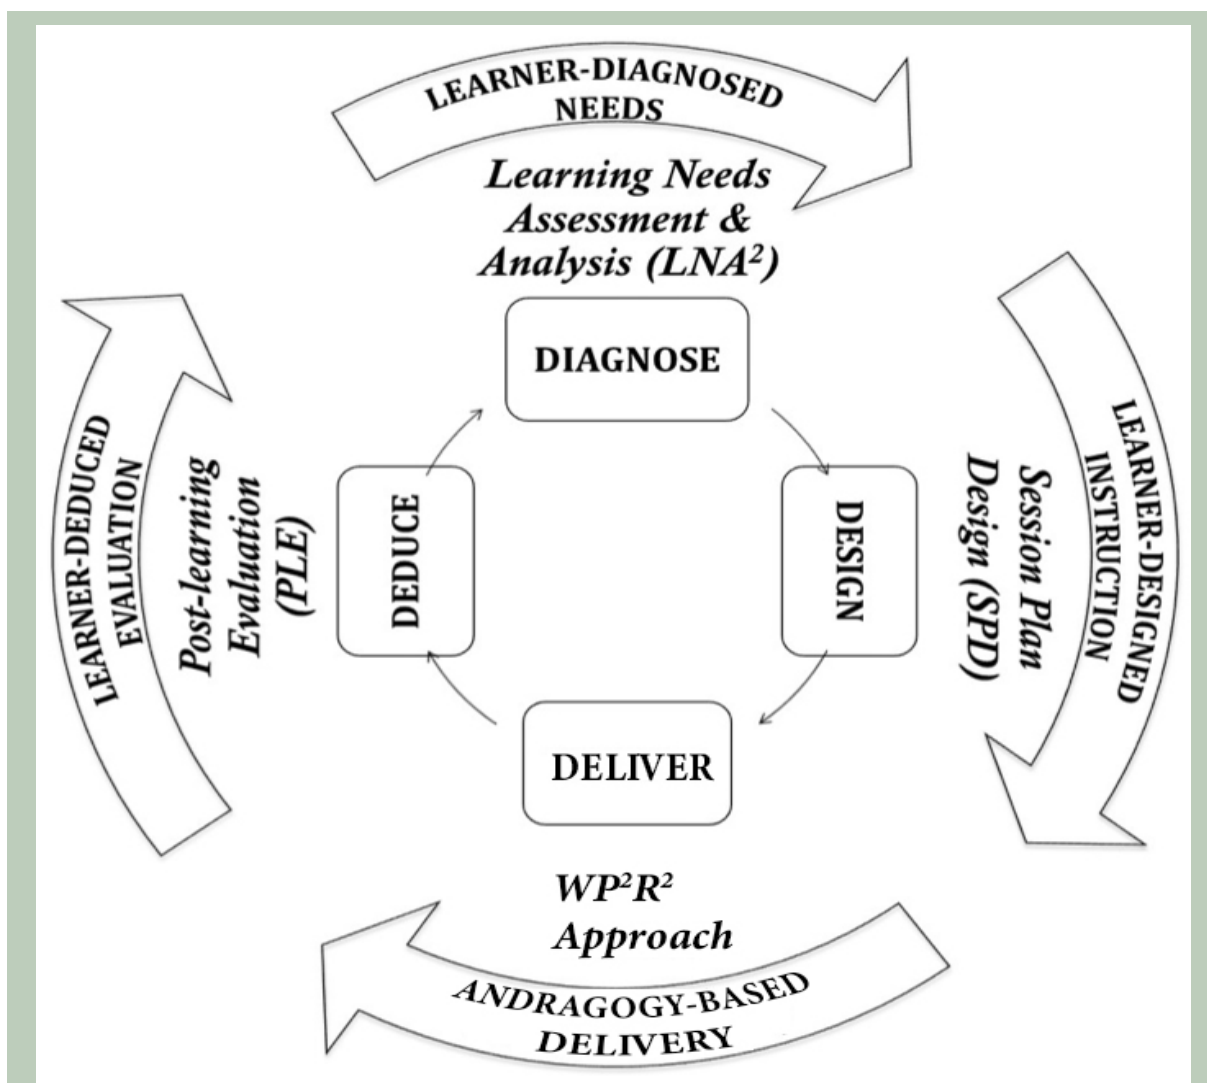 LEARNER-DIAGNOSED
NEEDS
Learning Needs
Assessment &
Analysis (LNA²)
DIAGNOSE
LEARNER-DESIGNED
INSTRUCTION
Session Plan
Design (SPD)
DESIGN
DELIVER
WP²R²
Approach
ANDRAGOGY-BASED
DELIVERY
LEARNER-DEDUCED
EVALUATION
Post-learning
Evaluation
(PLE)
DEDUCE